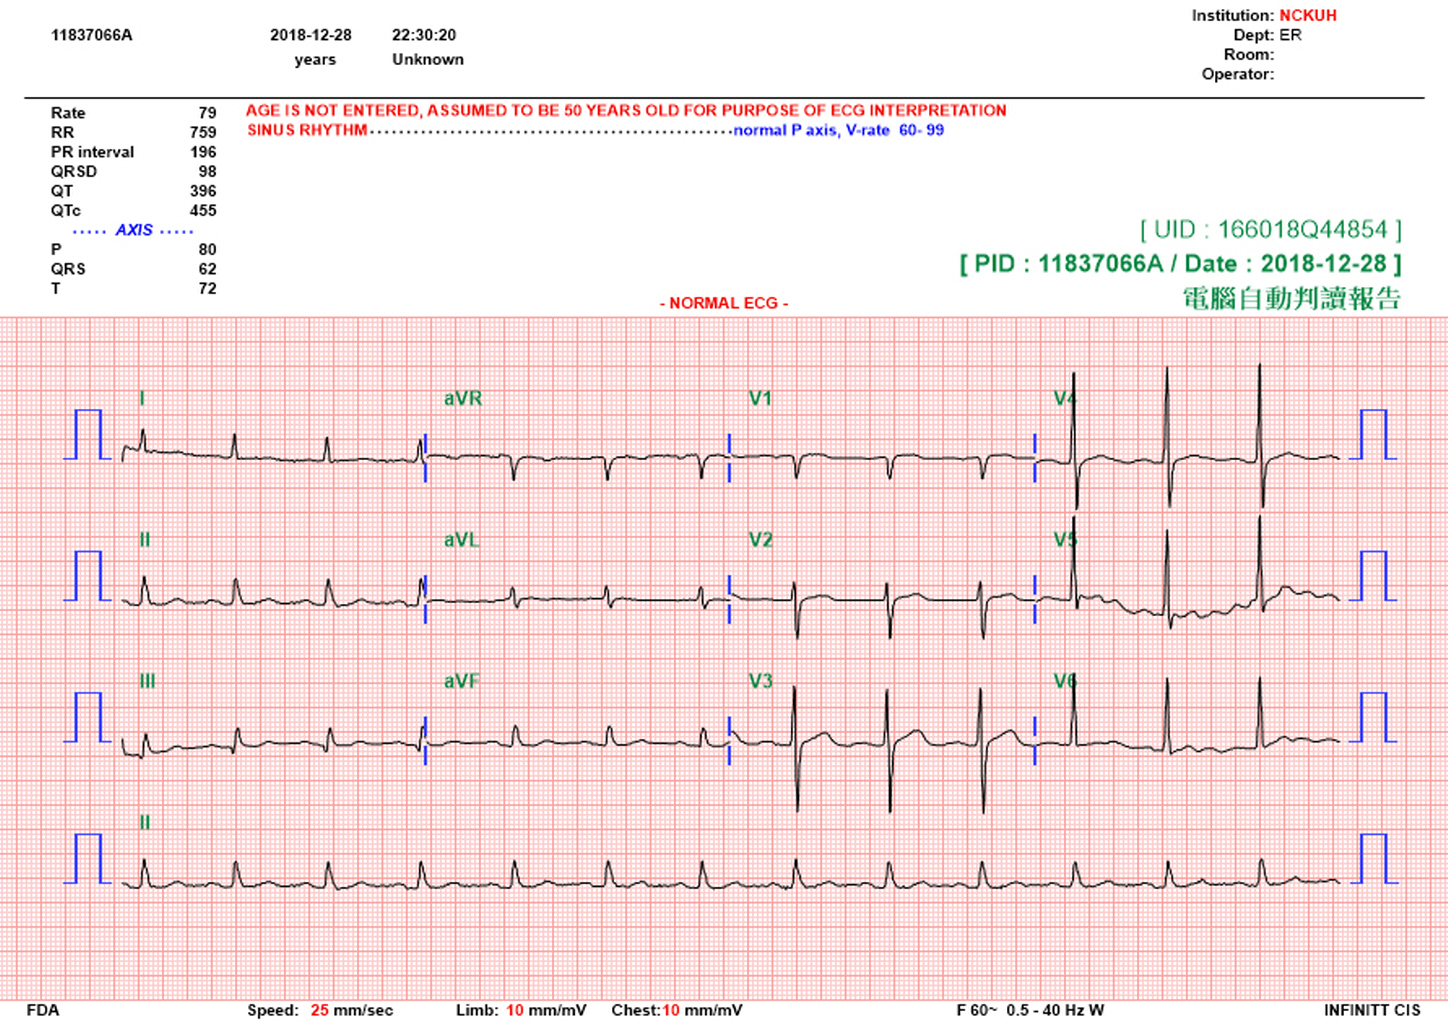 Institution: NCKUH
11837066A 2018-12-28 22:30:20 Dept: ER
years Unknown Room:
Operator:
Rate 79 AGE IS NOT ENTERED, ASSUMED TO BE 50 YEARS OLD FOR PURPOSE OF ECG INTERPRETATION
RR 759 SINUS RHYTHM..........................................normal P axis, V-rate 60- 99
PR interval 196
QRSD 98
QT 396
QTc 455
····· AXIS ·····
P 80
QRS 62
T 72
[ UID : 166018Q44854 ]
[ PID : 11837066A / Date : 2018-12-28 ]
電腦自動判讀報告
- NORMAL ECG -
I aVR V1 V4
II aVL V2 V5
III aVF V3 V6
II
FDA Speed: 25 mm/sec Limb: 10 mm/mV Chest:10 mm/mV F 60~ 0.5 - 40 Hz W INFINITT CIS